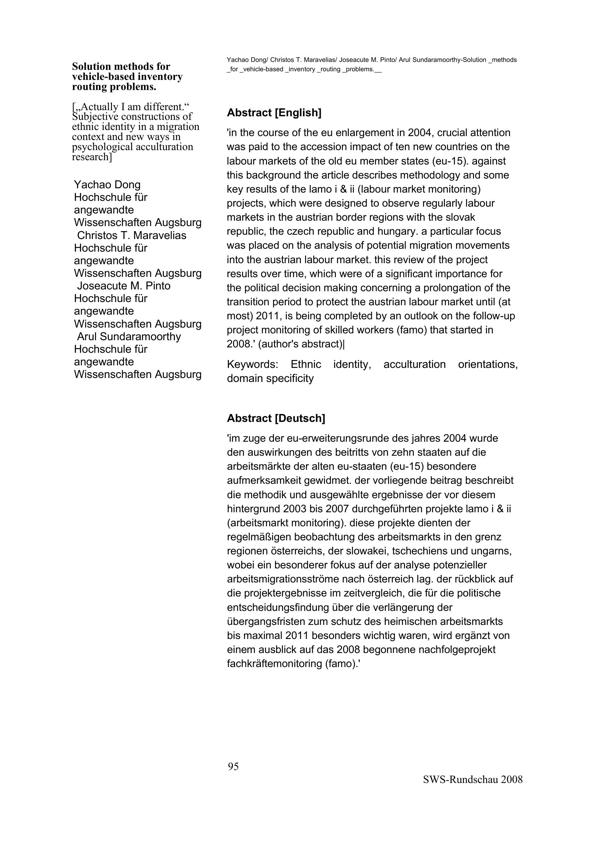 Solution methods for
vehicle-based inventory
routing problems.
[„Actually I am different.“
Subjective constructions of
ethnic identity in a migration
context and new ways in
psychological acculturation
research]
Yachao Dong
Hochschule für
angewandte
Wissenschaften Augsburg
Christos T. Maravelias
Hochschule für
angewandte
Wissenschaften Augsburg
Joseacute M. Pinto
Hochschule für
angewandte
Wissenschaften Augsburg
Arul Sundaramoorthy
Hochschule für
angewandte
Wissenschaften Augsburg
Yachao Dong/ Christos T. Maravelias/ Joseacute M. Pinto/ Arul Sundaramoorthy-Solution _methods
_for _vehicle-based _inventory _routing _problems.__
Abstract [English]
'in the course of the eu enlargement in 2004, crucial attention
was paid to the accession impact of ten new countries on the
labour markets of the old eu member states (eu-15). against
this background the article describes methodology and some
key results of the lamo i & ii (labour market monitoring)
projects, which were designed to observe regularly labour
markets in the austrian border regions with the slovak
republic, the czech republic and hungary. a particular focus
was placed on the analysis of potential migration movements
into the austrian labour market. this review of the project
results over time, which were of a significant importance for
the political decision making concerning a prolongation of the
transition period to protect the austrian labour market until (at
most) 2011, is being completed by an outlook on the follow-up
project monitoring of skilled workers (famo) that started in
2008.' (author's abstract)|
Keywords: Ethnic identity, acculturation orientations,
domain specificity
Abstract [Deutsch]
'im zuge der eu-erweiterungsrunde des jahres 2004 wurde
den auswirkungen des beitritts von zehn staaten auf die
arbeitsmärkte der alten eu-staaten (eu-15) besondere
aufmerksamkeit gewidmet. der vorliegende beitrag beschreibt
die methodik und ausgewählte ergebnisse der vor diesem
hintergrund 2003 bis 2007 durchgeführten projekte lamo i & ii
(arbeitsmarkt monitoring). diese projekte dienten der
regelmäßigen beobachtung des arbeitsmarkts in den grenz
regionen österreichs, der slowakei, tschechiens und ungarns,
wobei ein besonderer fokus auf der analyse potenzieller
arbeitsmigrationsströme nach österreich lag. der rückblick auf
die projektergebnisse im zeitvergleich, die für die politische
entscheidungsfindung über die verlängerung der
übergangsfristen zum schutz des heimischen arbeitsmarkts
bis maximal 2011 besonders wichtig waren, wird ergänzt von
einem ausblick auf das 2008 begonnene nachfolgeprojekt
fachkräftemonitoring (famo).'
95
SWS-Rundschau 2008